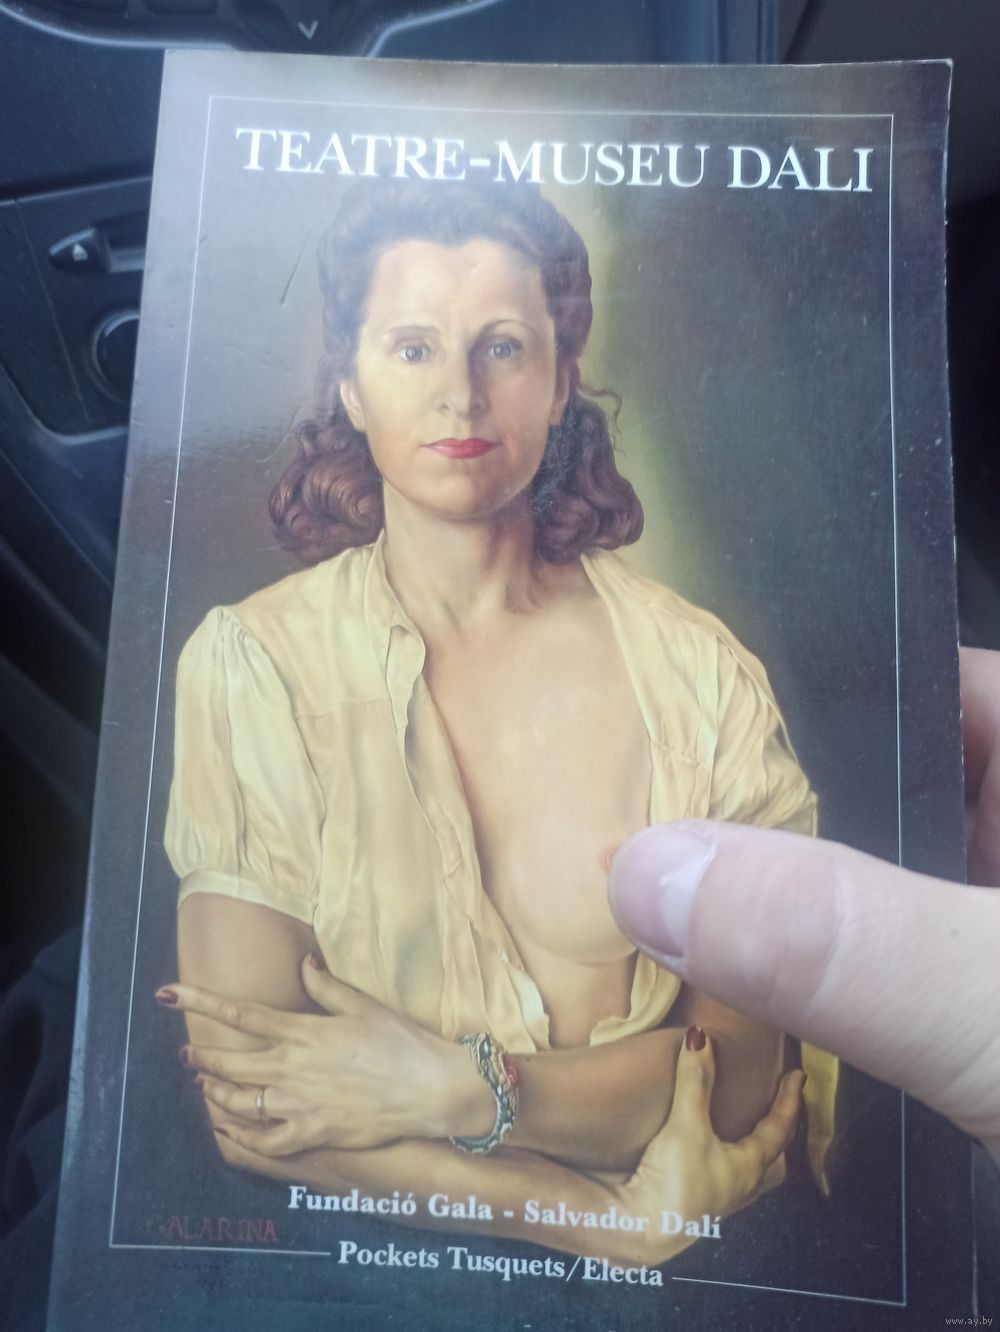 TEATRE-MUSEU DALI
Fundació Gala - Salvador Dalí
GALARINA
Pockets Tusquets/Electa
www.ay.by